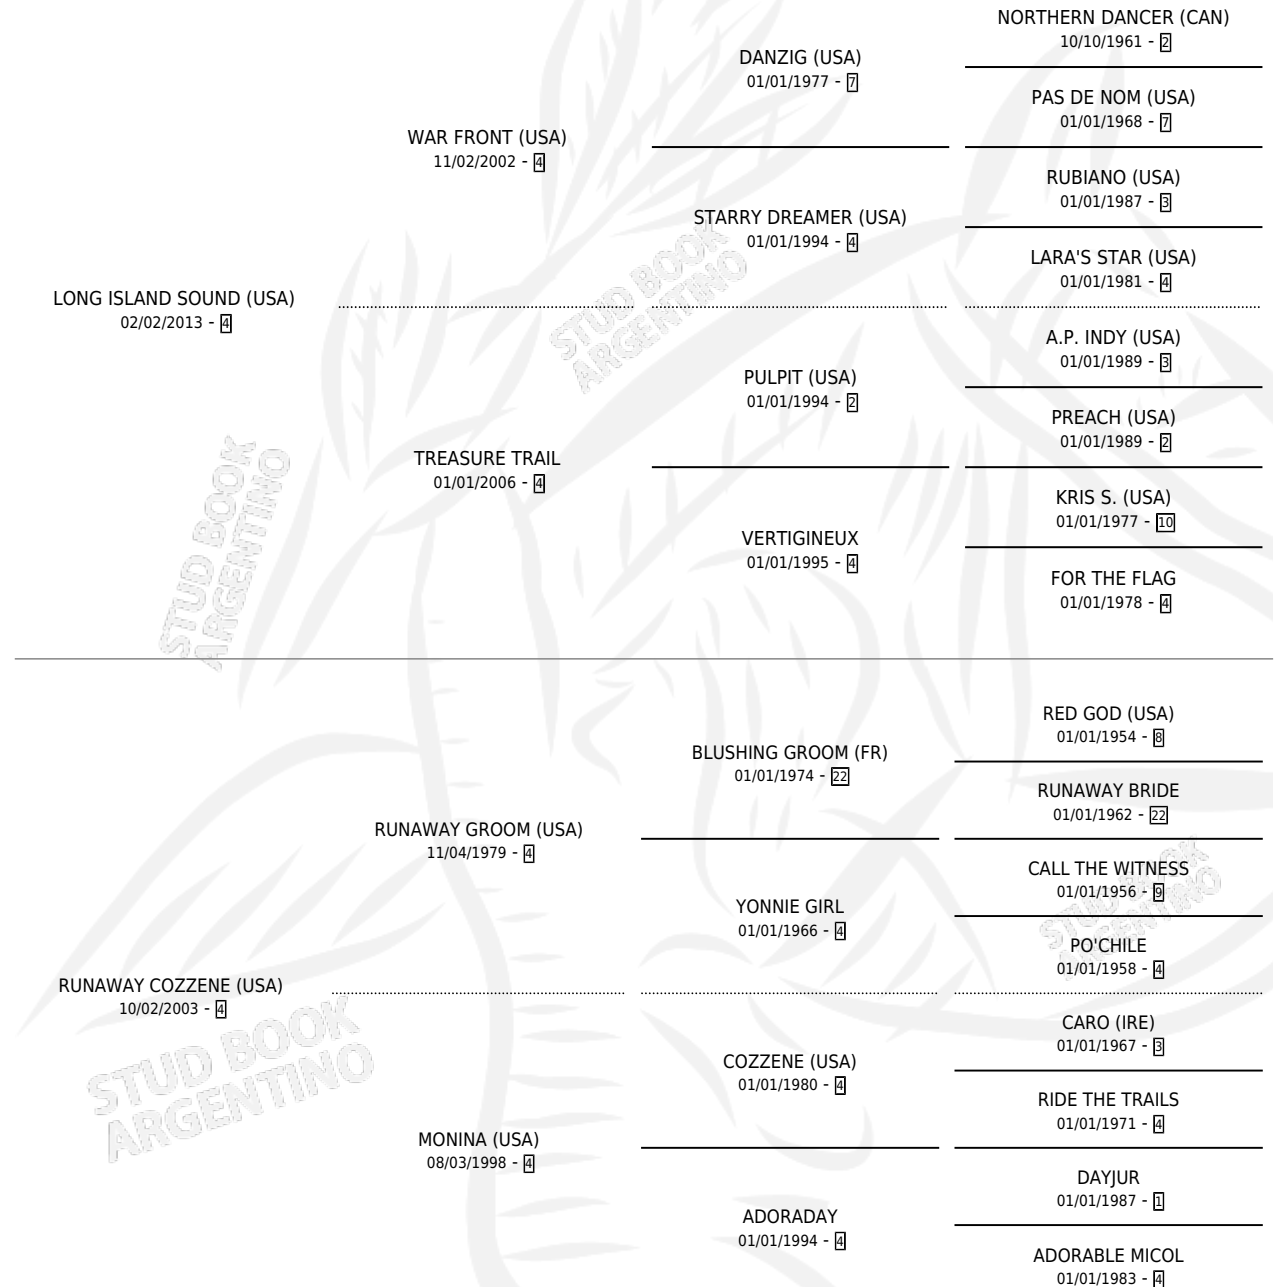 NORTHERN DANCER (CAN)
10/10/1961 - 2
DANZIG (USA)
01/01/1977 - 7
PAS DE NOM (USA)
01/01/1968 - 7
WAR FRONT (USA)
11/02/2002 - 4
RUBIANO (USA)
01/01/1987 - 3
STARRY DREAMER (USA)
01/01/1994 - 4
LARA'S STAR (USA)
01/01/1981 - 4
LONG ISLAND SOUND (USA)
02/02/2013 - 4
A.P. INDY (USA)
01/01/1989 - 3
PULPIT (USA)
01/01/1994 - 2
PREACH (USA)
01/01/1989 - 2
TREASURE TRAIL
01/01/2006 - 4
KRIS S. (USA)
01/01/1977 - 10
VERTIGINEUX
01/01/1995 - 4
FOR THE FLAG
01/01/1978 - 4
STUD BOOK
ARGENTINO
STUD BOOK
ARGENTINO
RED GOD (USA)
01/01/1954 - 8
BLUSHING GROOM (FR)
01/01/1974 - 22
RUNAWAY BRIDE
01/01/1962 - 22
RUNAWAY GROOM (USA)
11/04/1979 - 4
CALL THE WITNESS
01/01/1956 - 9
YONNIE GIRL
01/01/1966 - 4
PO'CHILE
01/01/1958 - 4
RUNAWAY COZZENE (USA)
10/02/2003 - 4
CARO (IRE)
01/01/1967 - 3
COZZENE (USA)
01/01/1980 - 4
RIDE THE TRAILS
01/01/1971 - 4
MONINA (USA)
08/03/1998 - 4
DAYJUR
01/01/1987 - 1
ADORADAY
01/01/1994 - 4
ADORABLE MICOL
01/01/1983 - 4
STUD BOOK
ARGENTINO
STUD BOOK
ARGENTINO